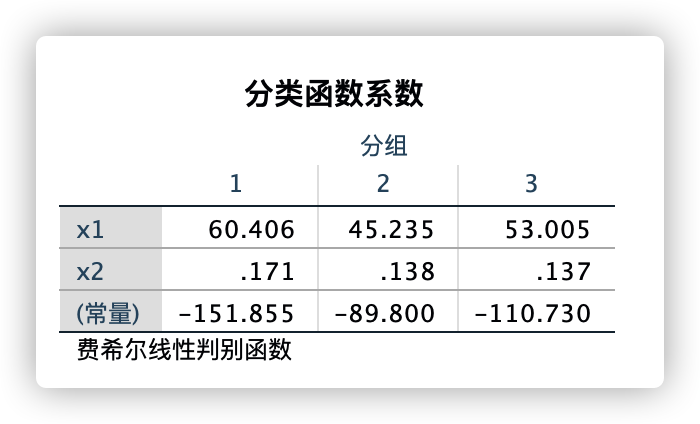 分类函数系数
分组
1 2 3
x1 60.406 45.235 53.005
x2 .171 .138 .137
(常量) -151.855 -89.800 -110.730
费希尔线性判别函数